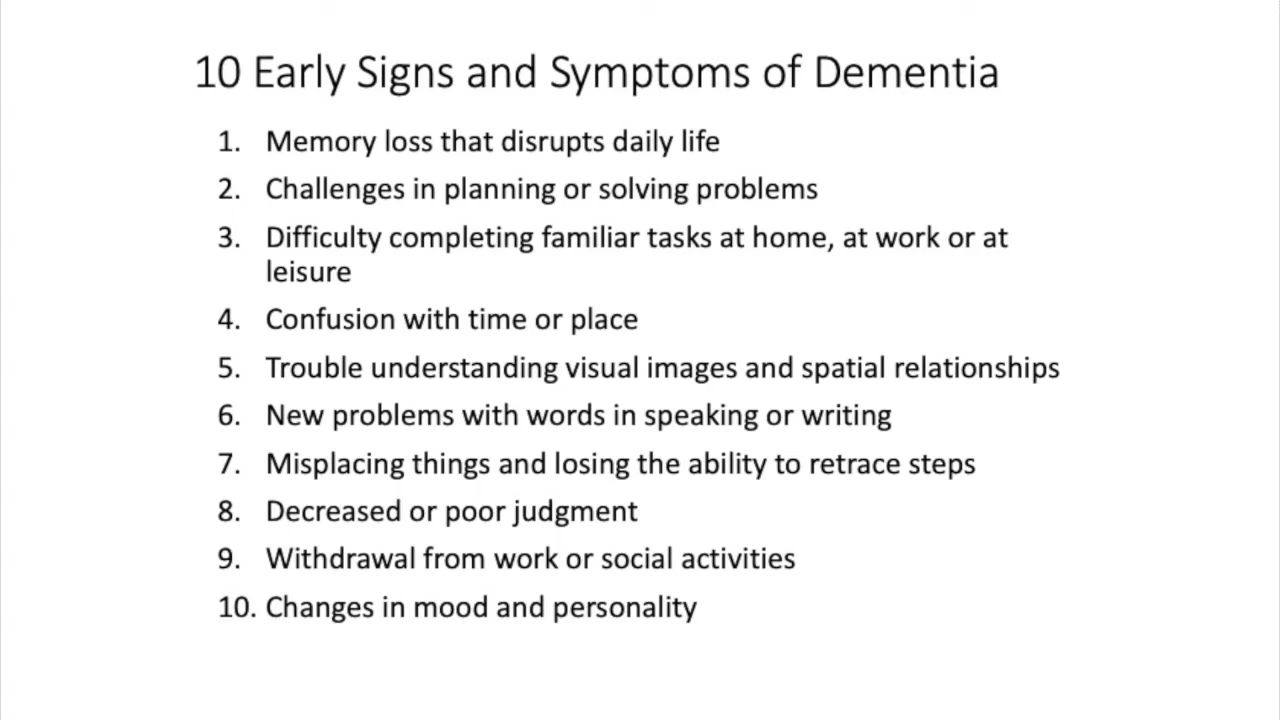 10 Early Signs and Symptoms of Dementia
1. Memory loss that disrupts daily life
2. Challenges in planning or solving problems
3. Difficulty completing familiar tasks at home, at work or at
leisure
4. Confusion with time or place
5. Trouble understanding visual images and spatial relationships
6. New problems with words in speaking or writing
7. Misplacing things and losing the ability to retrace steps
8. Decreased or poor judgment
9. Withdrawal from work or social activities
10. Changes in mood and personality